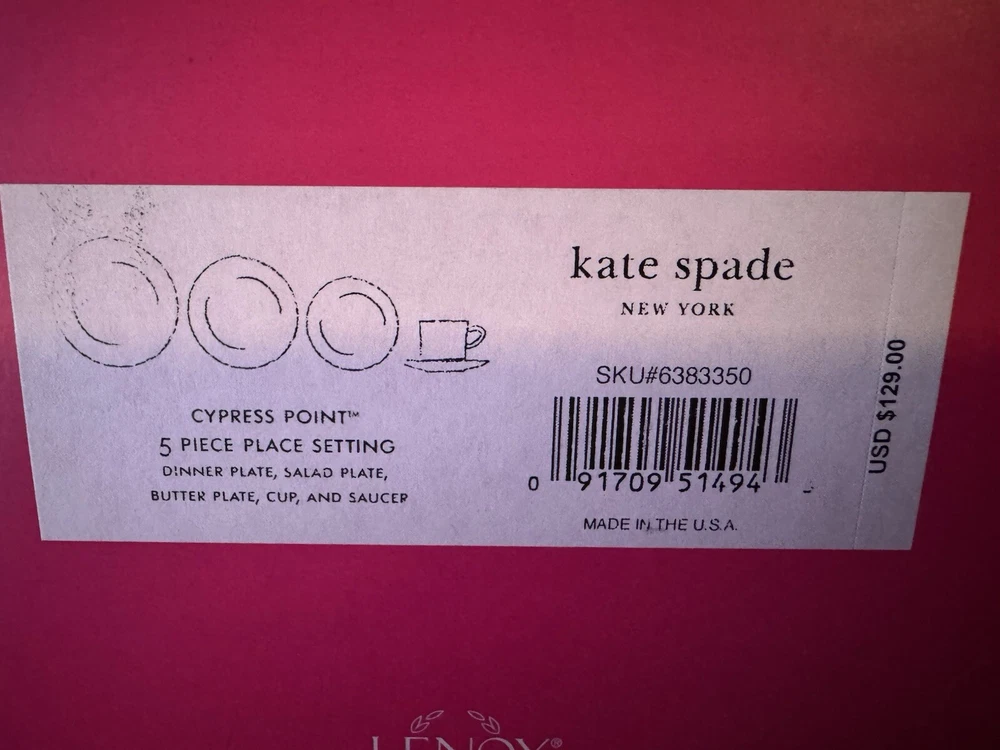 CYPRESS POINT™
5 PIECE PLACE SETTING
DINNER PLATE, SALAD PLATE,
BUTTER PLATE, CUP, AND SAUCER
kate spade
NEW YORK
SKU#6383350
0 91709 51494
MADE IN THE U.S.A.
USD $129.00
LENOX®